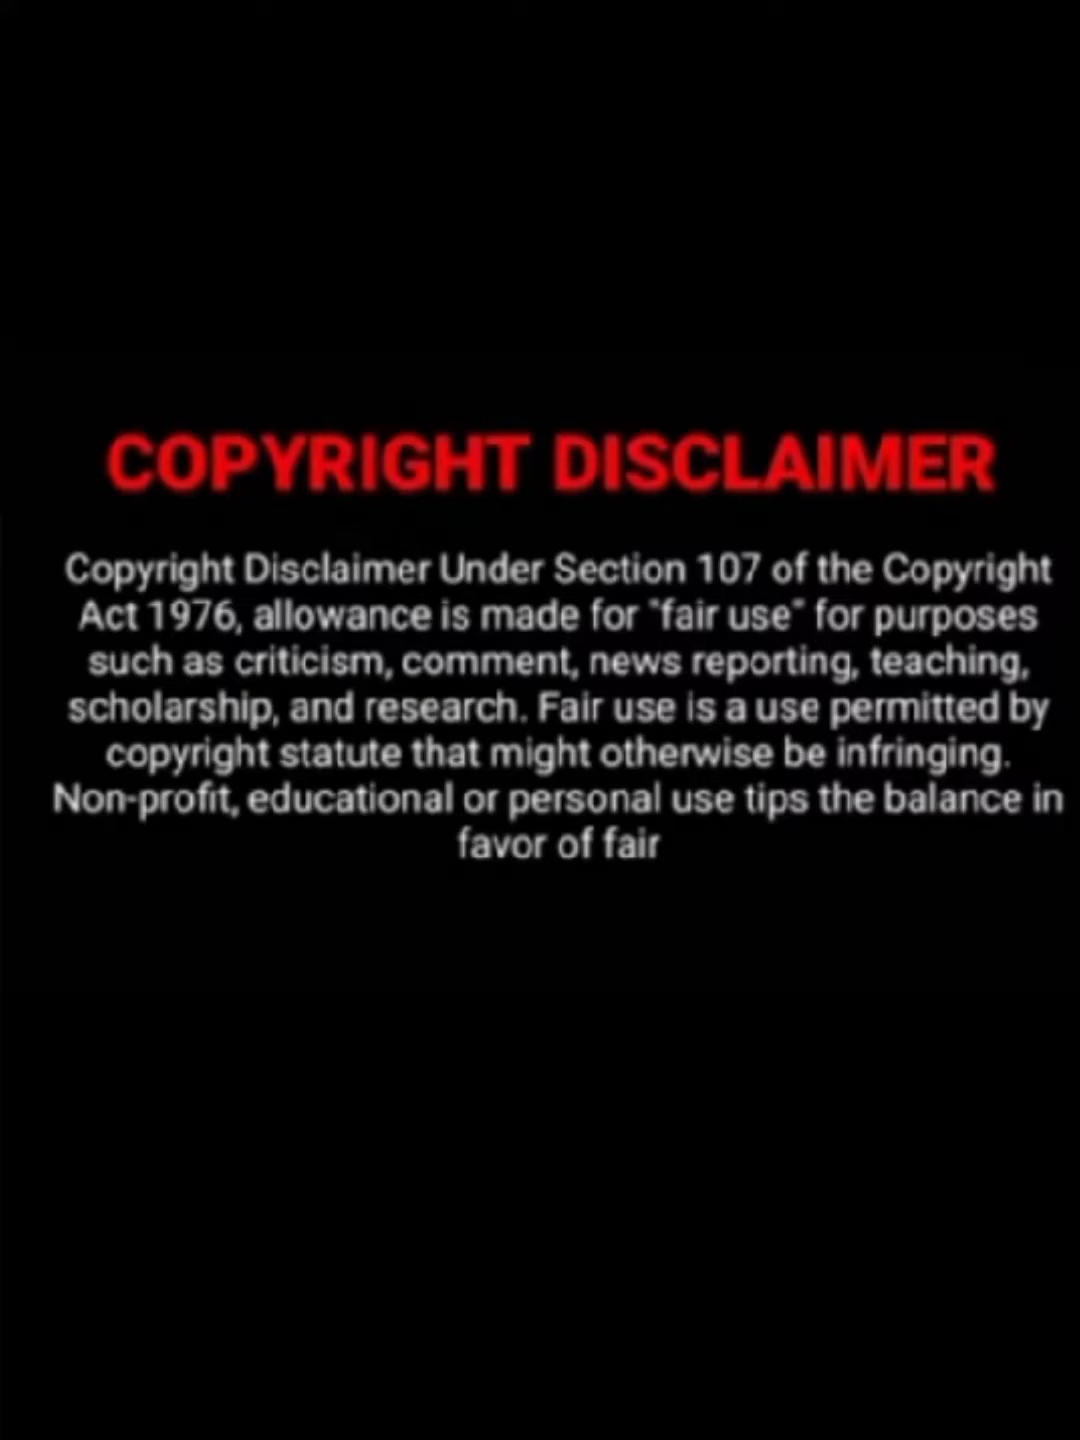 COPYRIGHT DISCLAIMER
Copyright Disclaimer Under Section 107 of the Copyright
Act 1976, allowance is made for "fair use" for purposes
such as criticism, comment, news reporting, teaching,
scholarship, and research. Fair use is a use permitted by
copyright statute that might otherwise be infringing.
Non-profit, educational or personal use tips the balance in
favor of fair